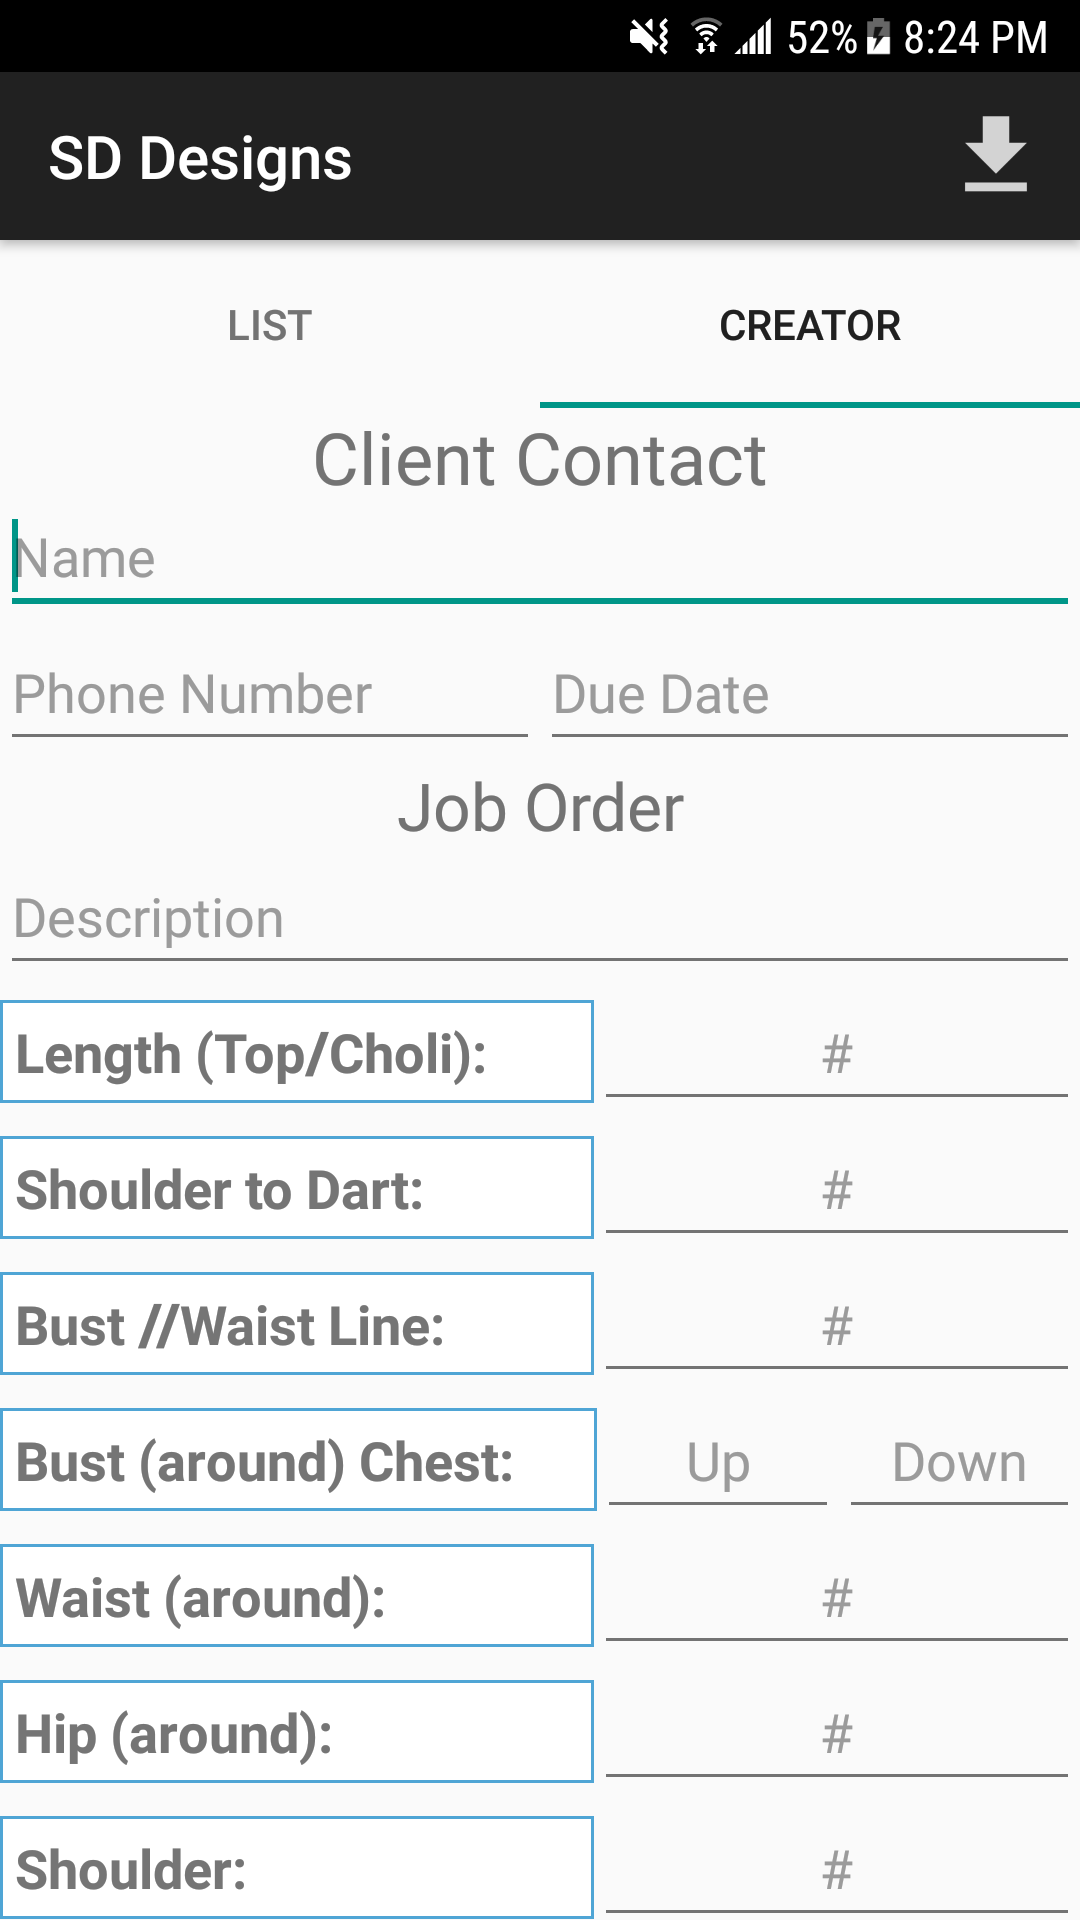 52% 8:24 PM
SD Designs
LIST CREATOR
Client Contact
Name
Phone Number Due Date
Job Order
Description
Length (Top/Choli): #
Shoulder to Dart: #
Bust //Waist Line: #
Bust (around) Chest: Up Down
Waist (around): #
Hip (around): #
Shoulder: #